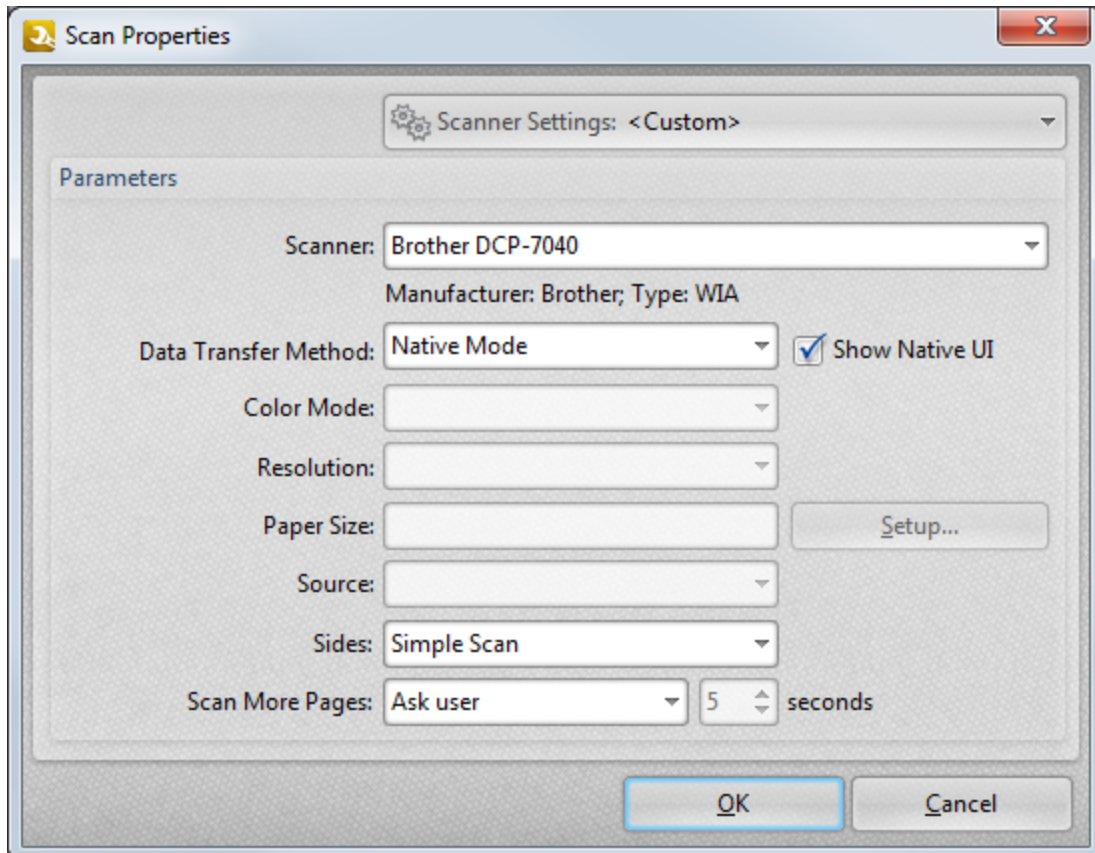 Scan Properties
Scanner Settings: <Custom>
Parameters
Scanner: Brother DCP-7040
Manufacturer: Brother; Type: WIA
Data Transfer Method: Native Mode Show Native UI
Color Mode:
Resolution:
Paper Size: Setup...
Source:
Sides: Simple Scan
Scan More Pages: Ask user 5 seconds
OK Cancel